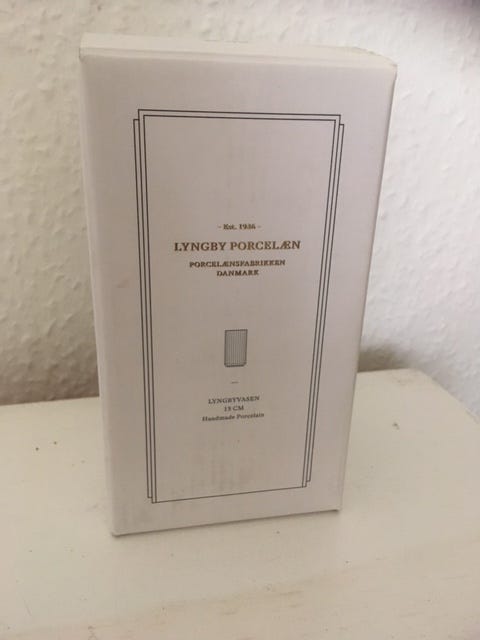 - Est. 1936 -
LYNGBY PORCELÆN
PORCELÆNSFABRIKKEN
DANMARK
LYNGBYVASEN
15 CM
Handmade Porcelain